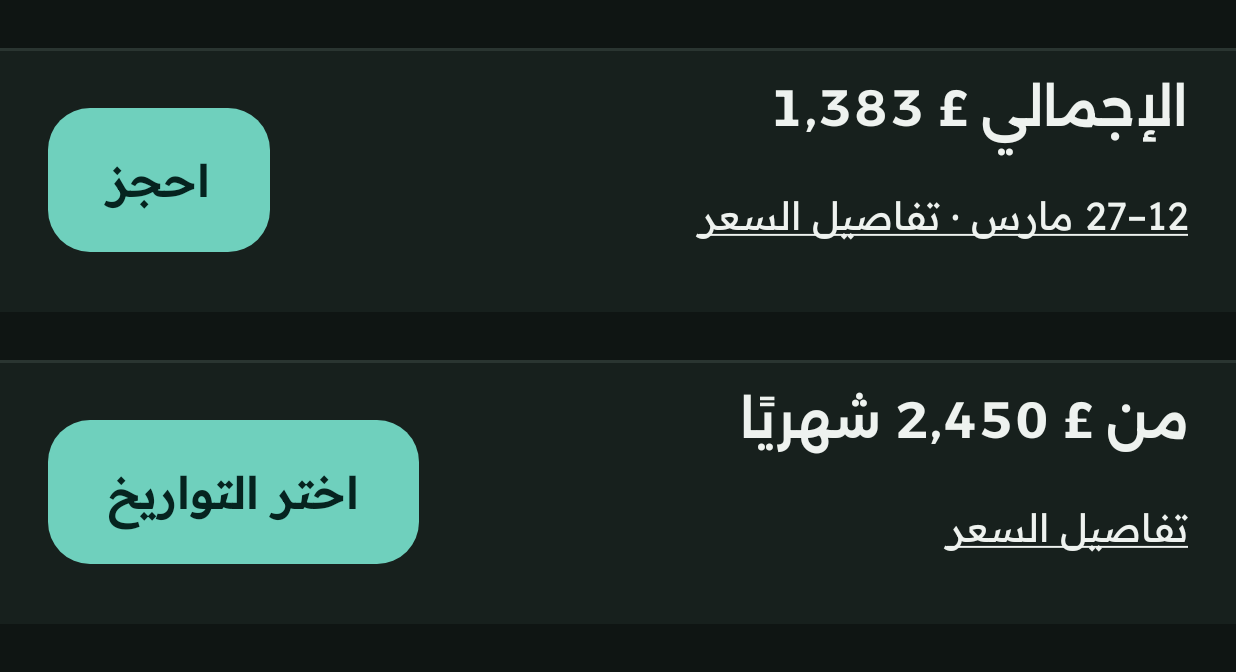 الإجمالي £ 1,383
12–27 مارس · تفاصيل السعر
احجز
من £ 2,450 شهريًا
تفاصيل السعر
اختر التواريخ